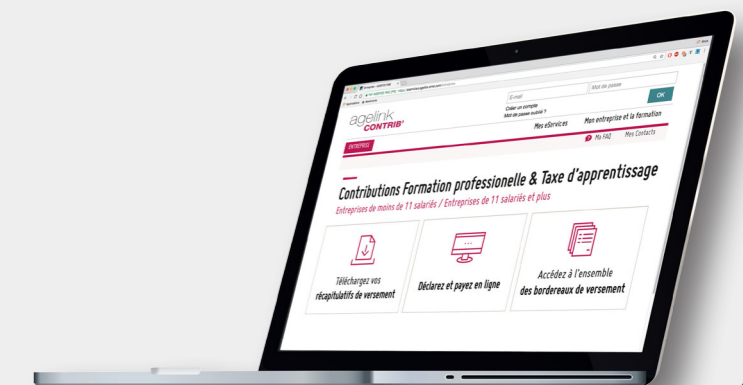 E-mail
Mot de passe
OK
Créer un compte
Mot de passe oublié ?
agelink
CONTRIB'
Mes eServices
Mon entreprise et la formation
ENTREPRISE
? Ma FAQ
Mes Contacts
Contributions Formation professionelle & Taxe d'apprentissage
Entreprises de moins de 11 salariés / Entreprises de 11 salariés et plus
Téléchargez vos
récapitulatifs de versement
Déclarez et payez en ligne
Accédez à l'ensemble
des bordereaux de versement